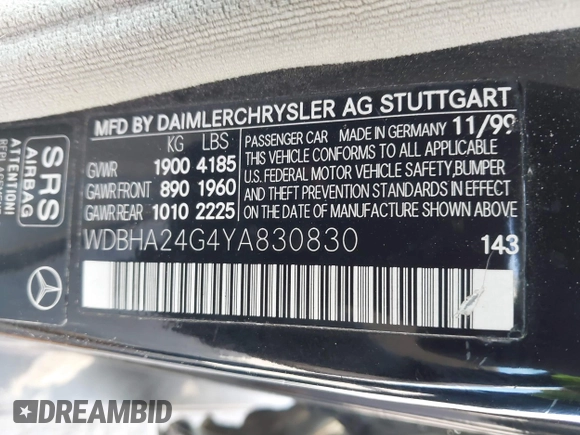 MFD BY DAIMLERCHRYSLER AG STUTTGART
KG LBS
GVWR 1900 4185
GAWR FRONT 890 1960
GAWR REAR 1010 2225
PASSENGER CAR MADE IN GERMANY 11/99
THIS VEHICLE CONFORMS TO ALL APPLICABLE
U.S. FEDERAL MOTOR VEHICLE SAFETY, BUMPER
AND THEFT PREVENTION STANDARDS IN EFFECT
ON THE DATE OF MANUFACTURE SHOWN ABOVE
WDBHA24G4YA830830
143
SRS
AIRBAG
ATTENTION!
DREAMBID